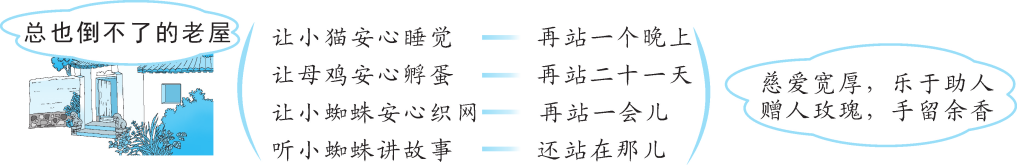 总也倒不了的老屋
让小猫安心睡觉 — 再站一个晚上
让母鸡安心孵蛋 — 再站二十一天
让小蜘蛛安心织网 — 再站一会儿
听小蜘蛛讲故事 — 还站在那儿
慈爱宽厚，乐于助人
赠人玫瑰，手留余香